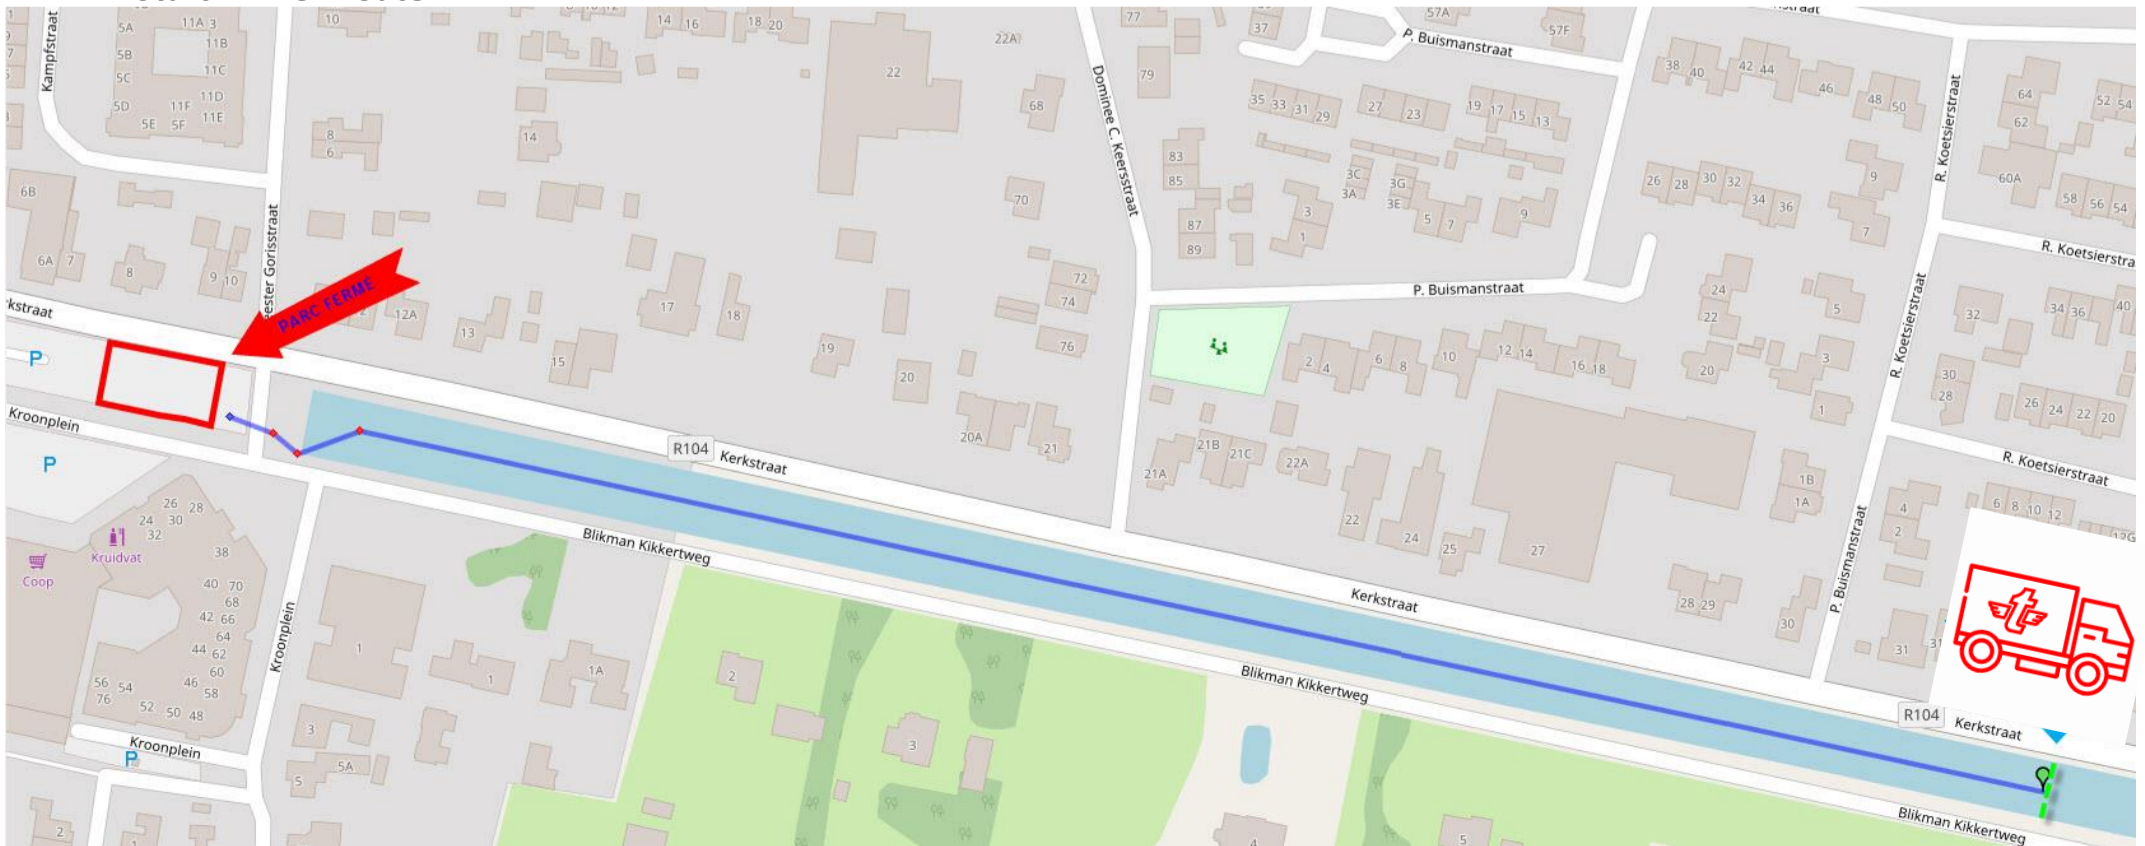 Kampfstraat
5A
11A 3
11B
5B
11C
5C
11D
5D
11F
11E
5E
5F
10
14 16
18 20
22
22A
68
77
79
37
57A
57F
P. Buismanstraat
38 40
42 44
46
48 50
64
62
52 54
R. Koetsierstraat
35 33 31 29
27
23
19 17 15 13
8
6
14
83
85
3C
3A
3G
3E
5
7
9
3
1
87
89
26 28 30 32
34 36
9
7
60A
58 56 54
Dominee C. Keersstraat
70
72
74
76
6B
6A
7
8
9 10
PARC FERMÉ
12A
13
15
17
18
19
20
20A
21
P. Buismanstraat
2 4
6 8
10
12 14
16 18
24
22
20
5
3
1
R. Koetsierstraat
32
34 36
40
30
28
26 24 22 20
R. Koetsierstraat
P
Kroonplein
P
R104
Kerkstraat
21A
21B
21C
22A
22
24
25
27
1B
1A
4
2
6 8 10 12
12G
26 28
24 30
32
38
Kruidvat
Coop
40 70
68
42 66
64
44 62
60
46
58
56 54
76
52 50 48
Blikman Kikkertweg
Kroonplein
1
1
1A
3
5A
5
Kroonplein
P
2
2
3
Kerkstraat
28 29
30
P. Buismanstraat
31
Blikman Kikkertweg
R104
Kerkstraat
4
5
Blikman Kikkertweg